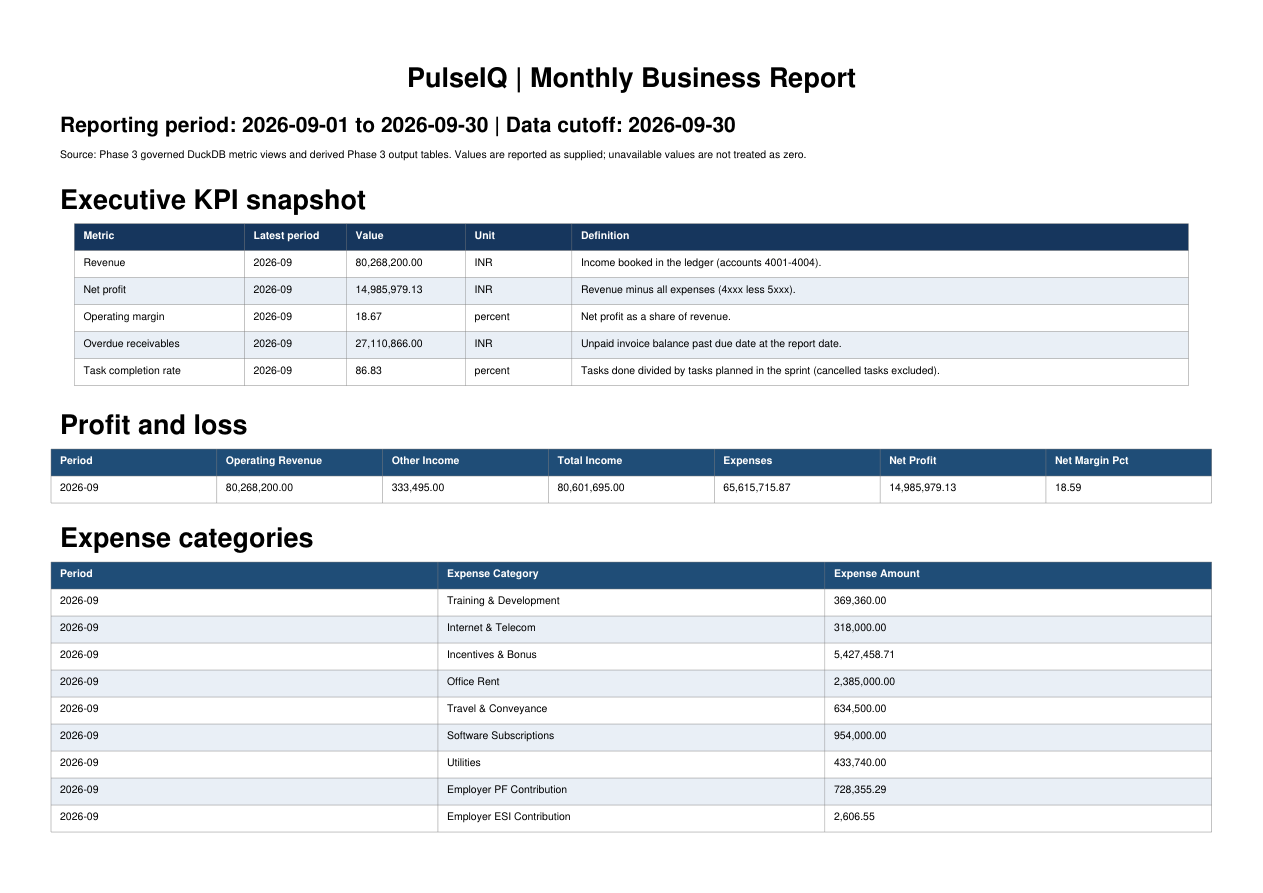 PulseIQ | Monthly Business Report
Reporting period: 2026-09-01 to 2026-09-30 | Data cutoff: 2026-09-30
Source: Phase 3 governed DuckDB metric views and derived Phase 3 output tables. Values are reported as supplied; unavailable values are not treated as zero.
Executive KPI snapshot
Metric Latest period Value Unit Definition
Revenue 2026-09 80,268,200.00 INR Income booked in the ledger (accounts 4001-4004).
Net profit 2026-09 14,985,979.13 INR Revenue minus all expenses (4xxx less 5xxx).
Operating margin 2026-09 18.67 percent Net profit as a share of revenue.
Overdue receivables 2026-09 27,110,866.00 INR Unpaid invoice balance past due date at the report date.
Task completion rate 2026-09 86.83 percent Tasks done divided by tasks planned in the sprint (cancelled tasks excluded).
Profit and loss
Period Operating Revenue Other Income Total Income Expenses Net Profit Net Margin Pct
2026-09 80,268,200.00 333,495.00 80,601,695.00 65,615,715.87 14,985,979.13 18.59
Expense categories
Period Expense Category Expense Amount
2026-09 Training & Development 369,360.00
2026-09 Internet & Telecom 318,000.00
2026-09 Incentives & Bonus 5,427,458.71
2026-09 Office Rent 2,385,000.00
2026-09 Travel & Conveyance 634,500.00
2026-09 Software Subscriptions 954,000.00
2026-09 Utilities 433,740.00
2026-09 Employer PF Contribution 728,355.29
2026-09 Employer ESI Contribution 2,606.55